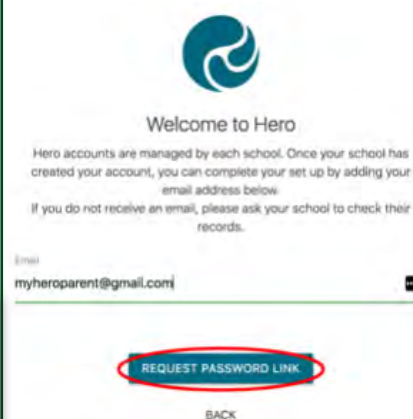 Welcome to Hero
Hero accounts are managed by each school. Once your school has
created your account, you can complete your set up by adding your
email address below.
If you do not receive an email, please ask your school to check their
records.
Email
myheroparent@gmail.com
REQUEST PASSWORD LINK
BACK